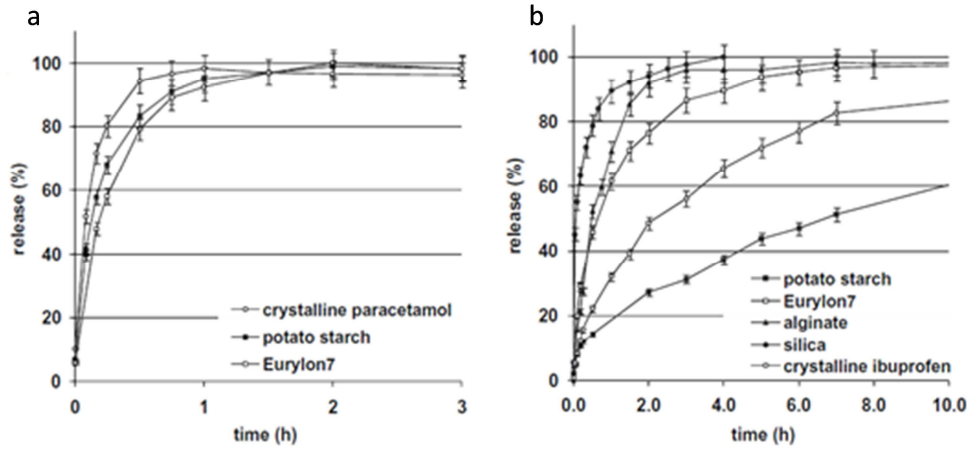 a
release (%)
100
80
60
40
20
0
crystalline paracetamol
potato starch
Eurylon7
0
1
2
3
time (h)
b
release (%)
100
80
60
40
20
0
potato starch
Eurylon7
alginate
silica
crystalline ibuprofen
0.0
2.0
4.0
6.0
8.0
10.0
time (h)